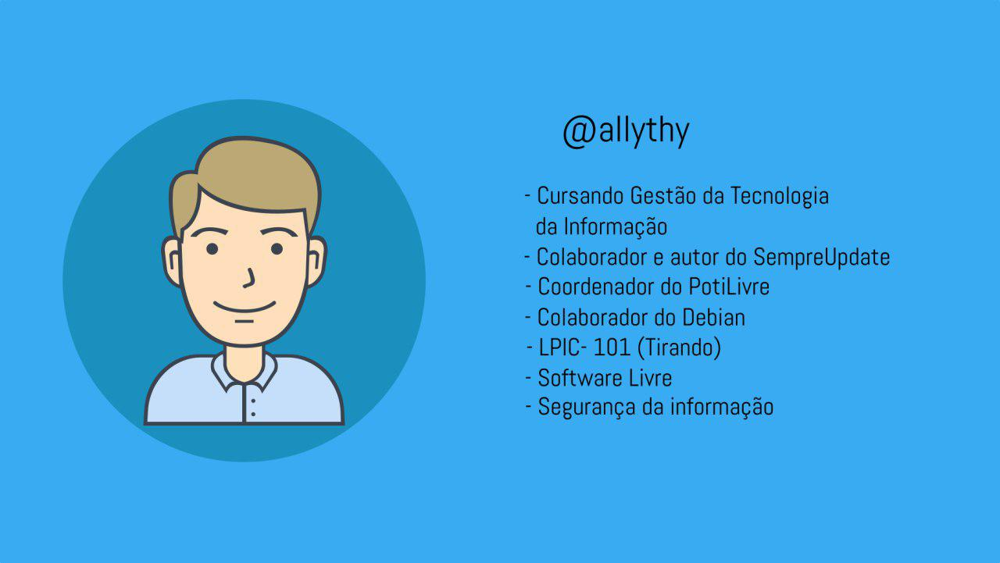 @allythy
- Cursando Gestão da Tecnologia
da Informação
- Colaborador e autor do SempreUpdate
- Coordenador do PotiLivre
- Colaborador do Debian
- LPIC- 101 (Tirando)
- Software Livre
- Segurança da informação